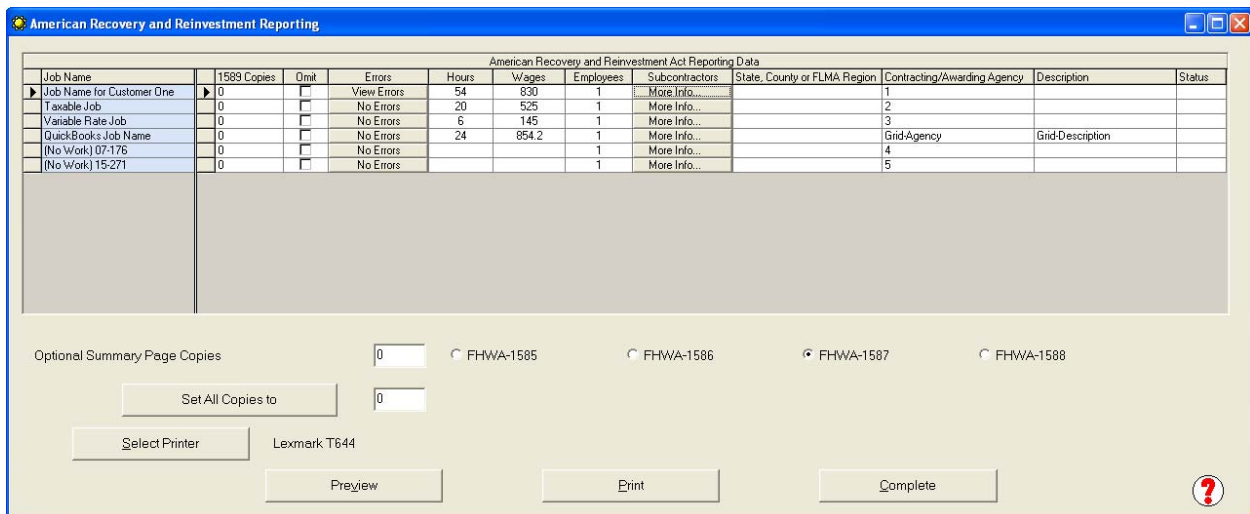 American Recovery and Reinvestment Reporting
American Recovery and Reinvestment Act Reporting Data
Job Name 1589 Copies Omit Errors Hours Wages Employees Subcontractors State, County or FLMA Region Contracting/Awarding Agency Description Status
Job Name for Customer One 0 View Errors 54 830 1 More Info... 1
Taxable Job 0 No Errors 20 525 1 More Info... 2
Variable Rate Job 0 No Errors 6 145 1 More Info... 3
QuickBooks Job Name 0 No Errors 24 854.2 1 More Info... Grid-Agency Grid-Description
(No Work) 07-176 0 No Errors 1 More Info... 4
(No Work) 15-271 0 No Errors 1 More Info... 5
Optional Summary Page Copies 0 FHWA-1585 FHWA-1586 FHWA-1587 FHWA-1588
Set All Copies to 0
Select Printer Lexmark T644
Preview Print Complete ?